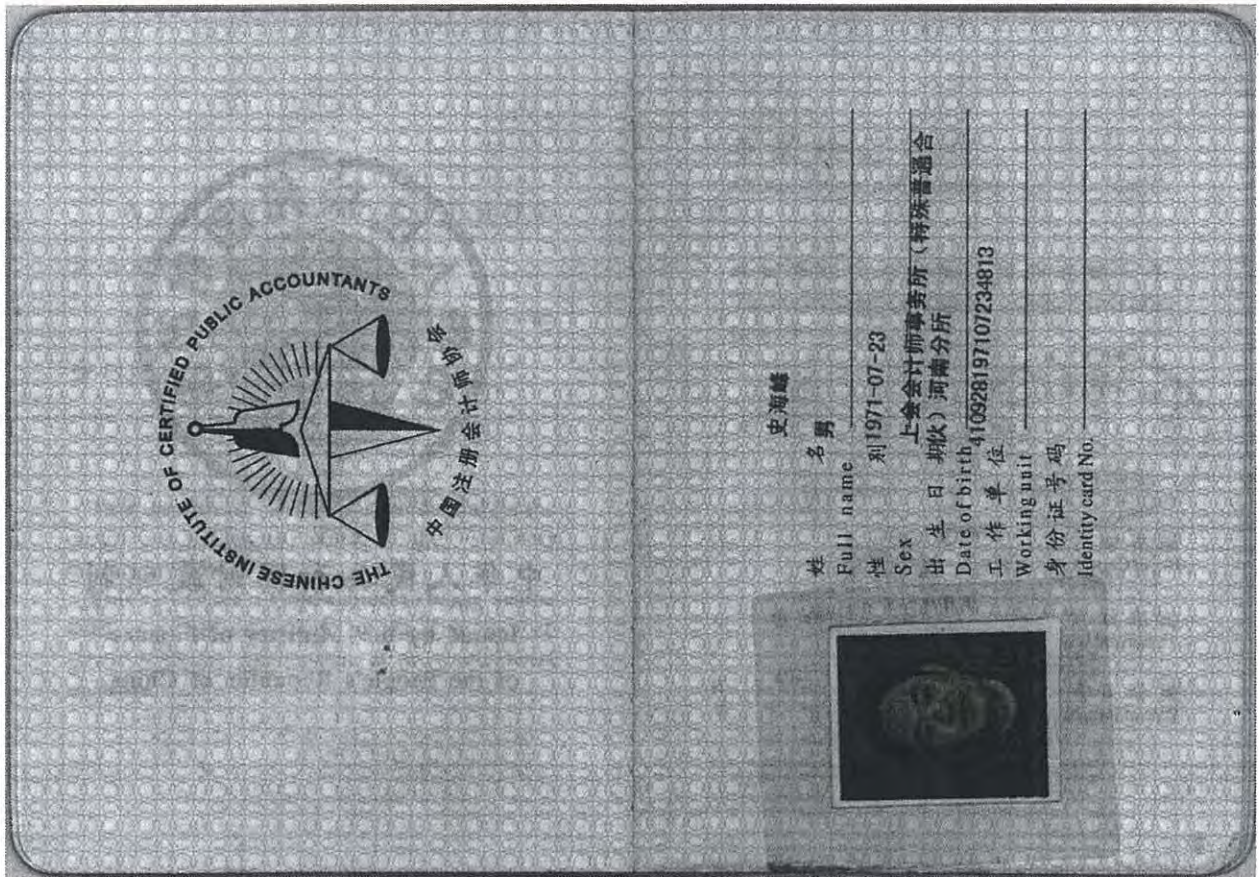 THE CHINESE INSTITUTE OF CERTIFIED PUBLIC ACCOUNTANTS
中国注册会计师协会
史海峰
姓 名 男
Full name
性 别 1971-07-23
Sex 上会会计师事务所（特殊普通合
出 生 日 期 伙）河南分所
Date of birth
工 作 单 位 410928197107234813
Working unit
身份证号码
Identity card No.